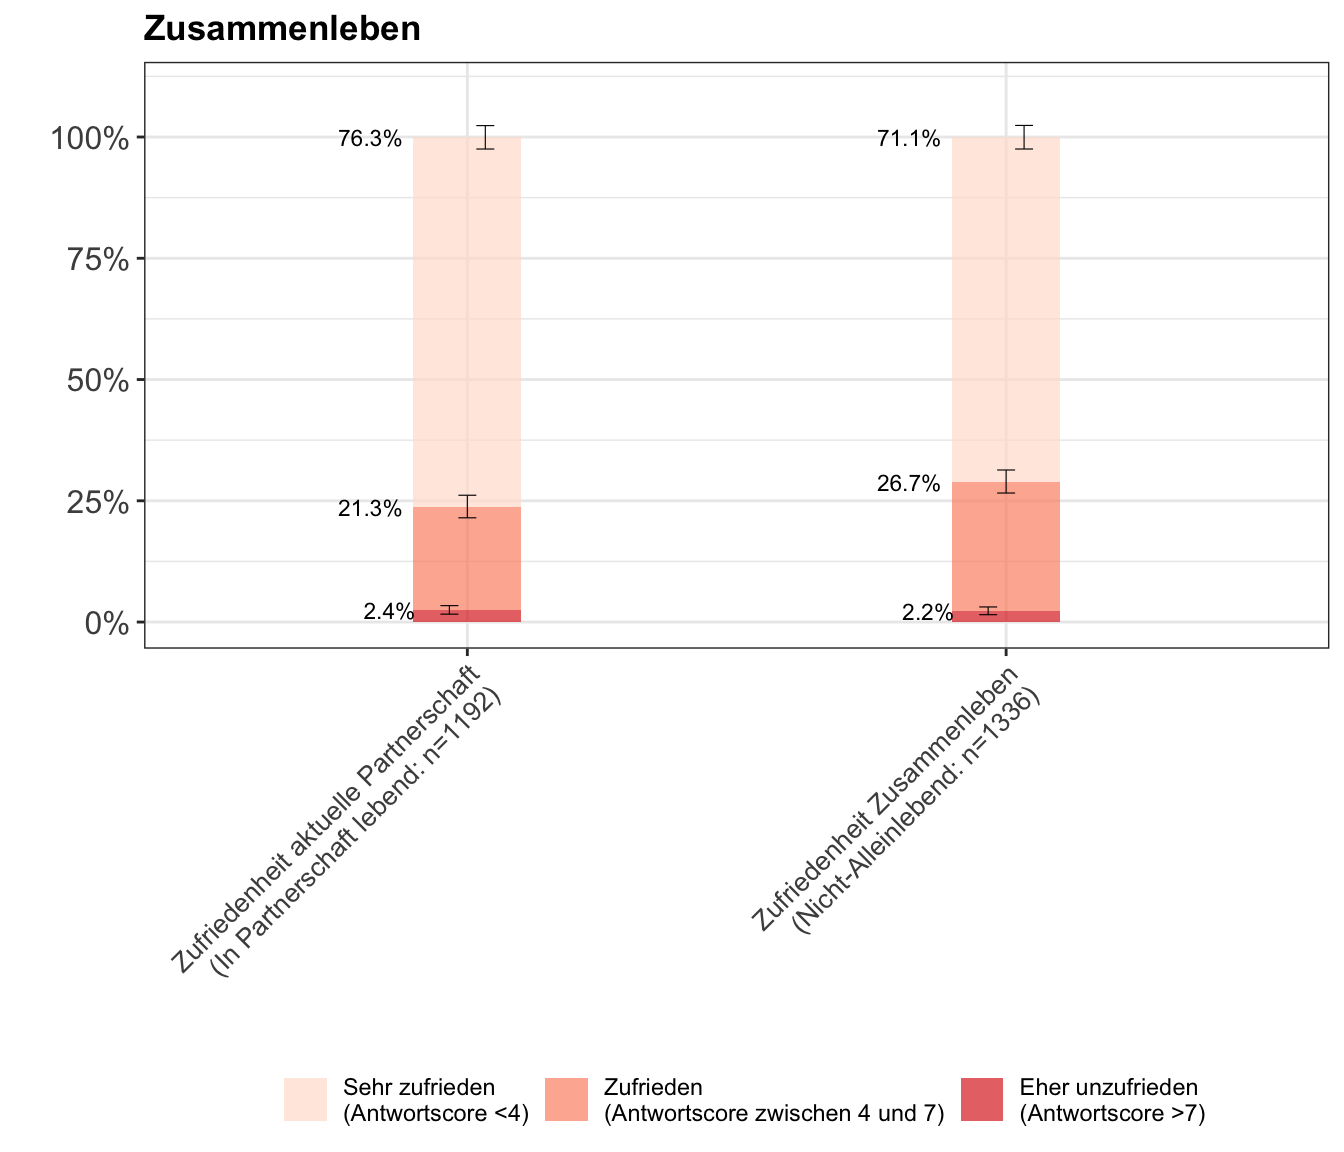 Zusammenleben
100%
75%
50%
25%
0%
76.3%
21.3%
2.4%
71.1%
26.7%
2.2%
Zufriedenheit aktuelle Partnerschaft
(In Partnerschaft lebend: n=1192)
Zufriedenheit Zusammenleben
(Nicht-Alleinlebend: n=1336)
Sehr zufrieden
(Antwortscore <4)
Zufrieden
(Antwortscore zwischen 4 und 7)
Eher unzufrieden
(Antwortscore >7)